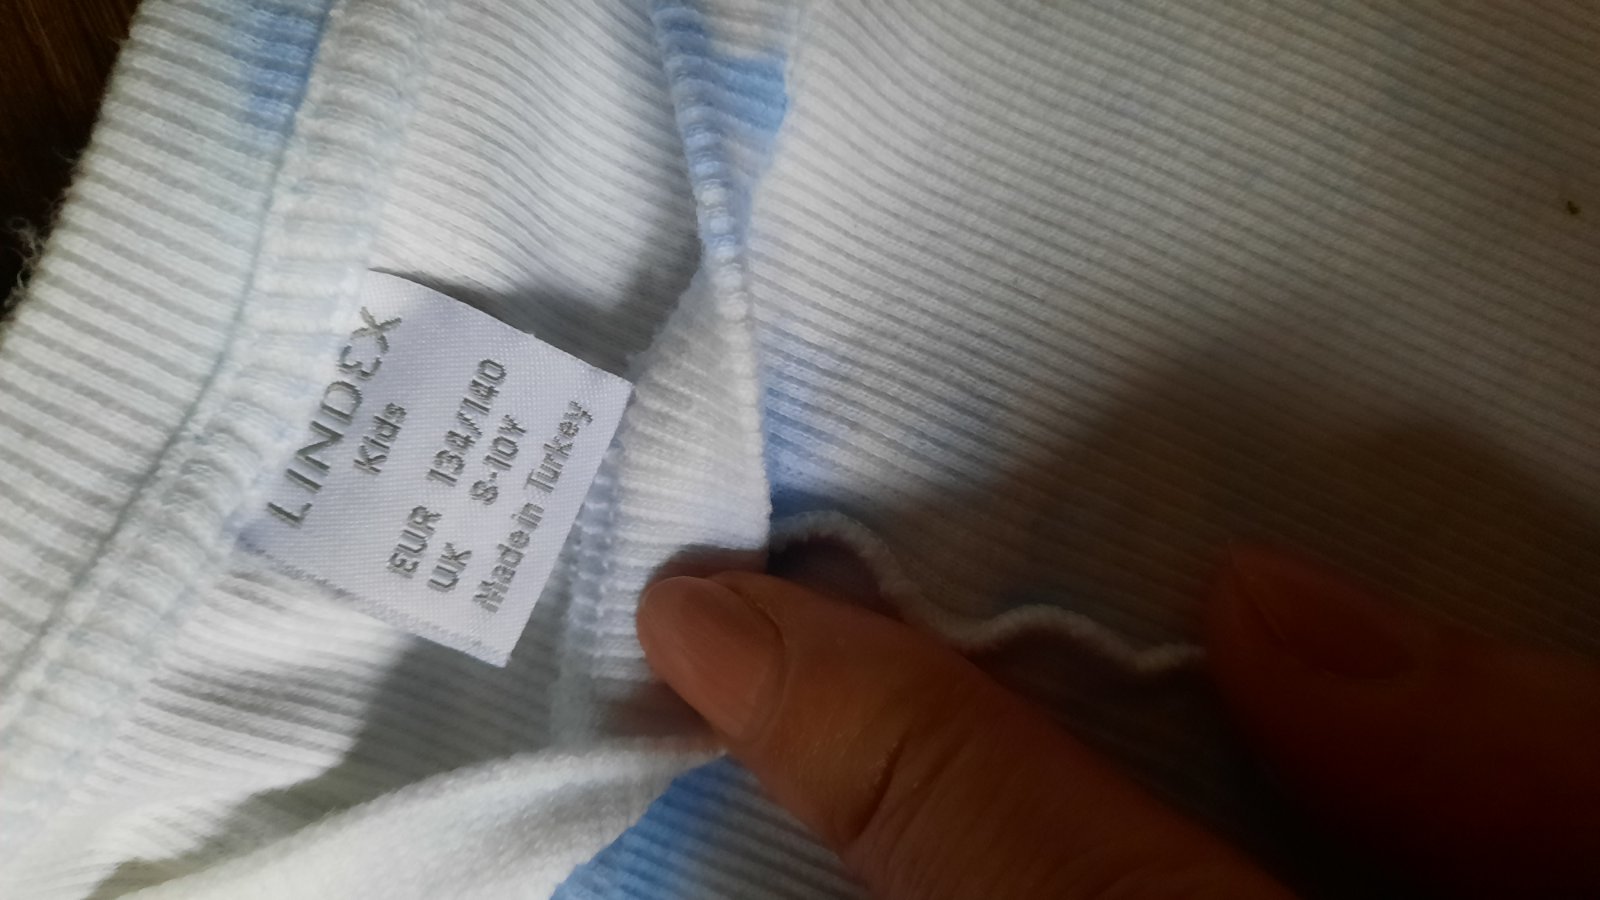 LINDEX
Kids
EUR 134/140
UK 8-10Y
Made in Turkey